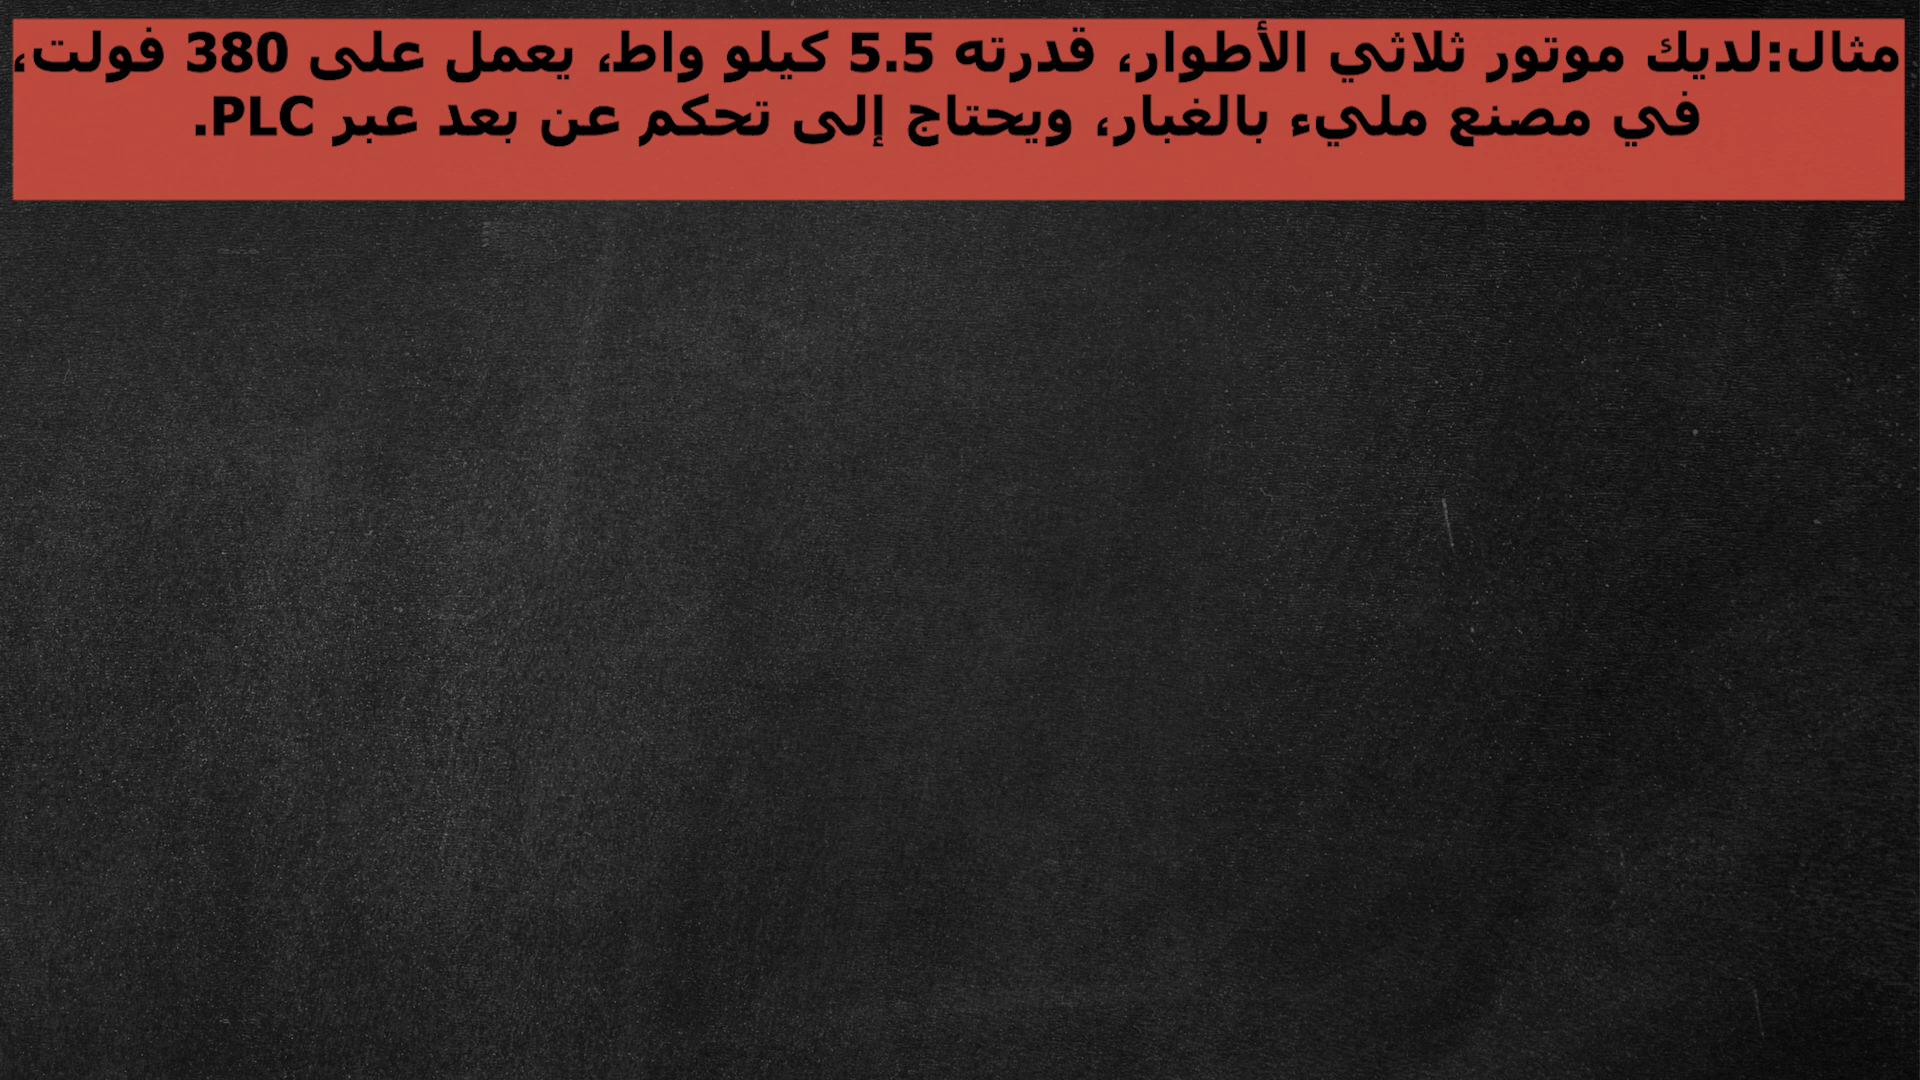 مثال:لديك موتور ثلاثي الأطوار، قدرته 5.5 كيلو واط، يعمل على 380 فولت،
في مصنع مليء بالغبار، ويحتاج إلى تحكم عن بعد عبر PLC.